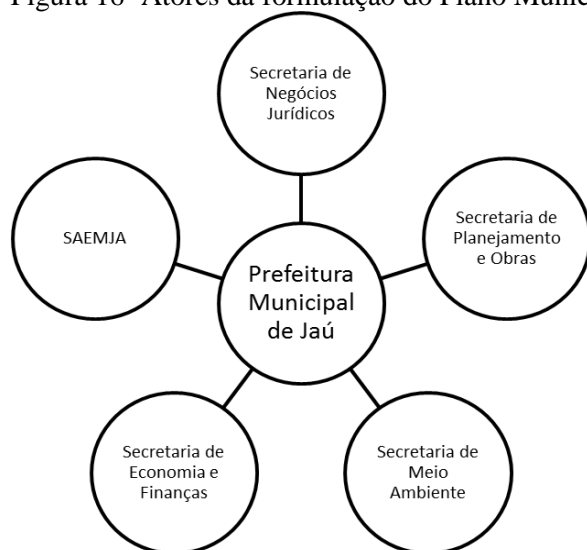 Figura 16- Atores da formulação do Plano Munic
Secretaria de
Negócios
Jurídicos
SAEMJA
Secretaria de
Planejamento
e Obras
Prefeitura
Municipal
de Jaú
Secretaria de
Economia e
Finanças
Secretaria de
Meio
Ambiente